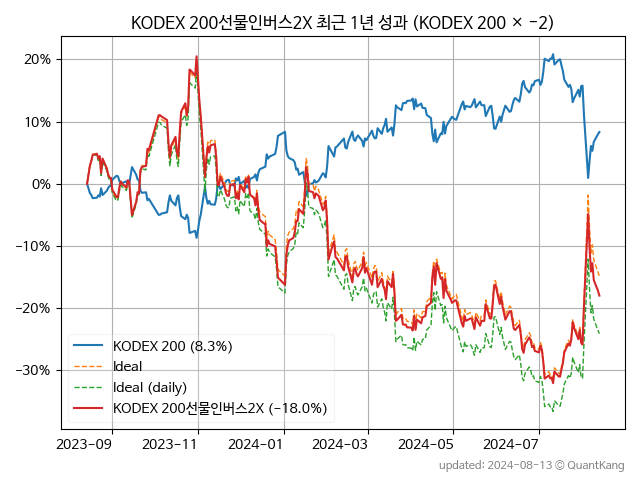 KODEX 200선물인버스2X 최근 1년 성과 (KODEX 200 × −2)
20%
10%
0%
−10%
−20%
−30%
KODEX 200 (8.3%)
Ideal
Ideal (daily)
KODEX 200선물인버스2X (−18.0%)
2023-09 2023-11 2024-01 2024-03 2024-05 2024-07
updated: 2024-08-13 © QuantKang